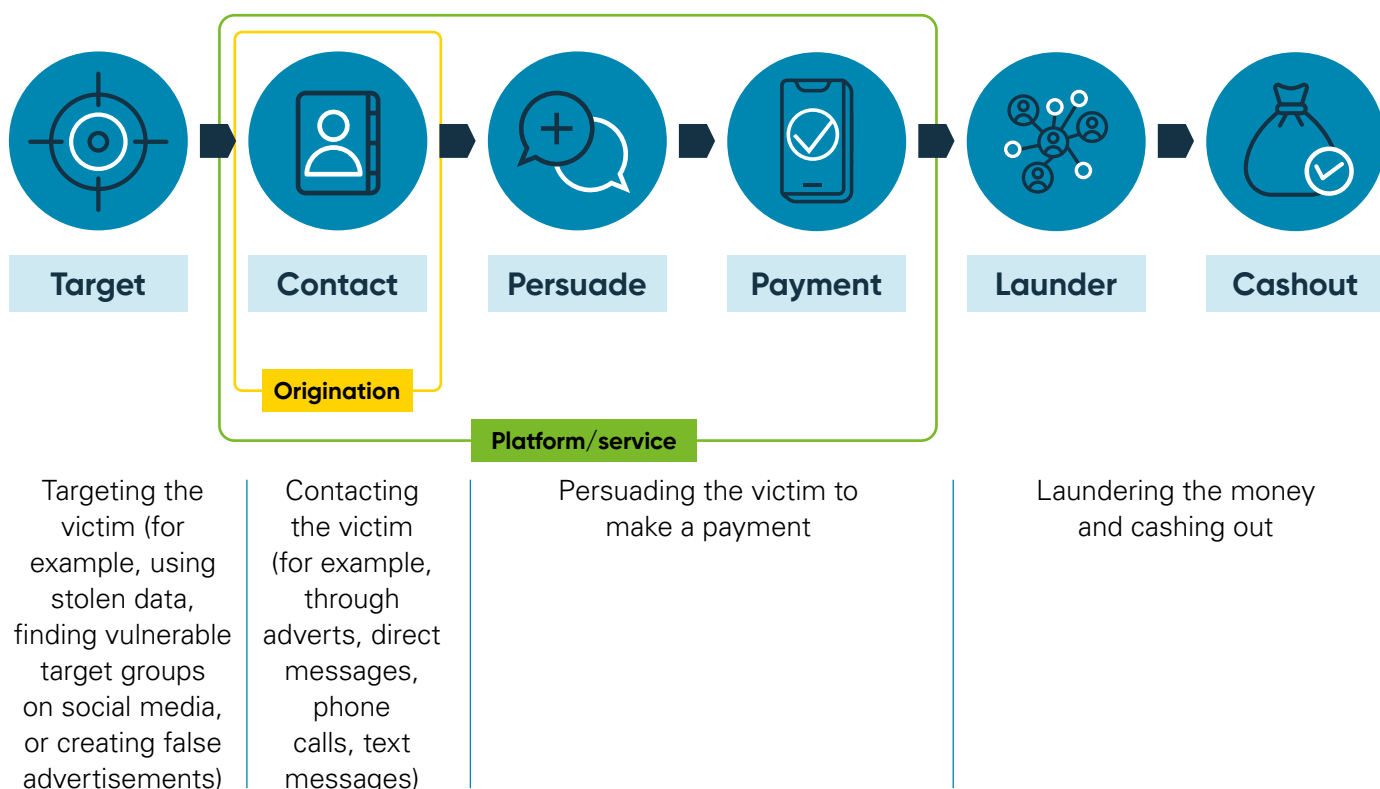 Target
Contact
Persuade
Payment
Launder
Cashout
Origination
Platform/service
Targeting the
victim (for
example, using
stolen data,
finding vulnerable
target groups
on social media,
or creating false
advertisements)
Contacting
the victim
(for example,
through
adverts, direct
messages,
phone
calls, text
messages)
Persuading the victim to
make a payment
Laundering the money
and cashing out